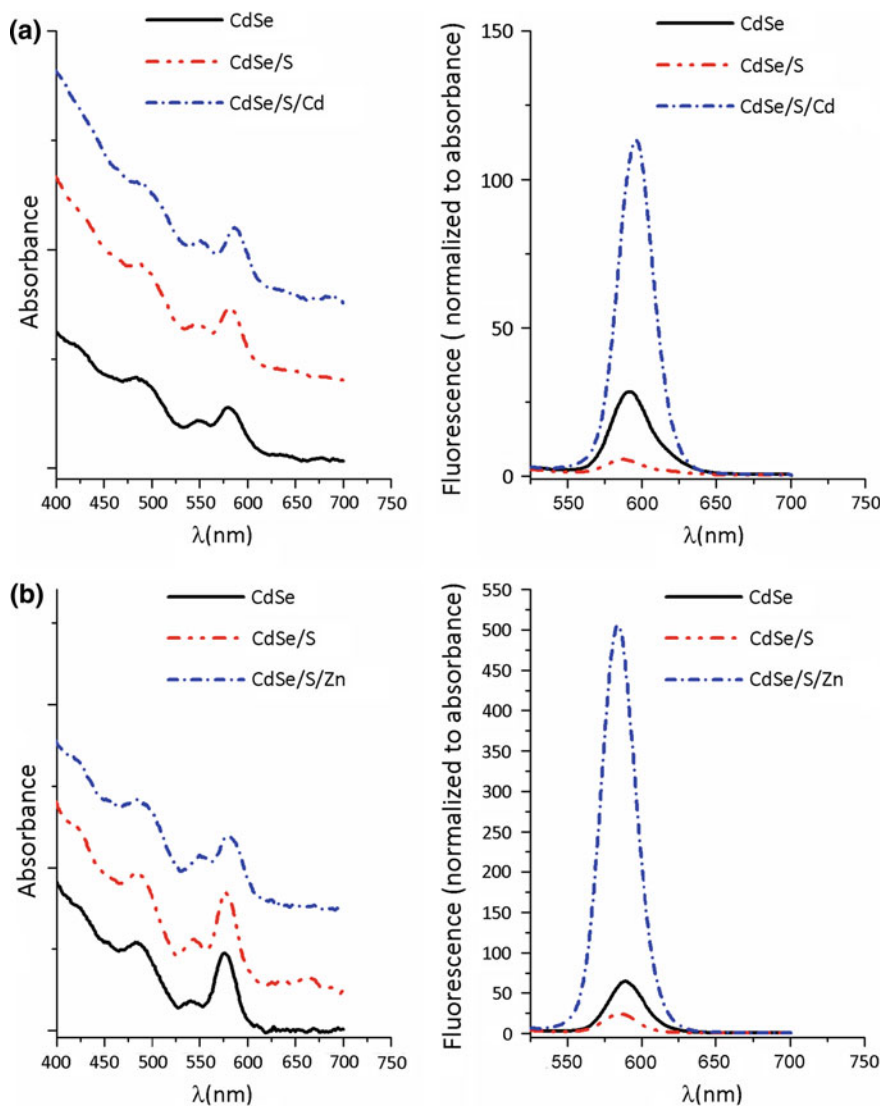 (a)
CdSe
CdSe/S
CdSe/S/Cd
Absorbance
400 450 500 550 600 650 700 750
λ(nm)
CdSe
CdSe/S
CdSe/S/Cd
Fluorescence ( normalized to absorbance)
150
100
50
0
550 600 650 700 750
λ(nm)
(b)
CdSe
CdSe/S
CdSe/S/Zn
Absorbance
400 450 500 550 600 650 700 750
λ(nm)
CdSe
CdSe/S
CdSe/S/Zn
Fluorescence (normalized to absorbance)
550
500
450
400
350
300
250
200
150
100
50
0
550 600 650 700 750
λ(nm)